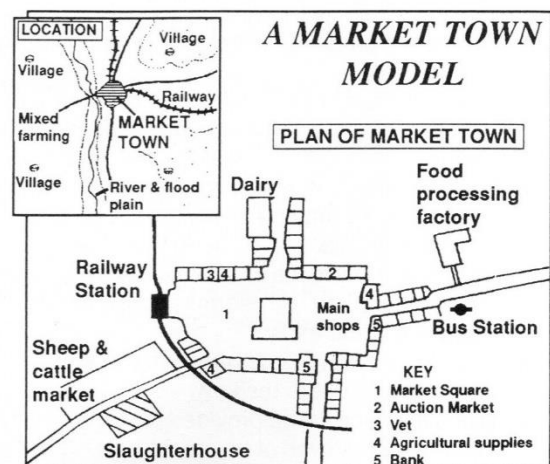 LOCATION
Village
Village
Railway
Mixed
farming
MARKET
TOWN
Village
River & flood
plain
A MARKET TOWN
MODEL
PLAN OF MARKET TOWN
Dairy
Food
processing
factory
3 4
2
Railway
Station
4
1
Main
shops
5
Bus Station
Sheep &
cattle
market
4
5
Slaughterhouse
KEY
1 Market Square
2 Auction Market
3 Vet
4 Agricultural supplies
5 Bank